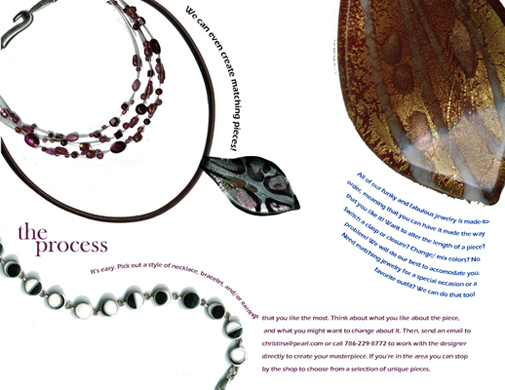 We can even create matching pieces!
All of our funky and fabulous jewelry is made-to-
order, meaning that you can have it made the way
that you like it! Want to alter the length of a piece?
Switch a clasp or closure? Change/ mix colors? No
problem! We will do our best to accomodate you.
Need matching jewelry for a special occasion or a
favorite outfit? We can do that too!
the
process
It's easy. Pick out a style of necklace, bracelet, and/or earrings
that you like the most. Think about what you like about the piece,
and what you might want to change about it. Then, send an email to
christina@pearl.com or call 786-229-8772 to work with the designer
directly to create your masterpiece. If you're in the area you can stop
by the shop to choose from a selection of unique pieces.